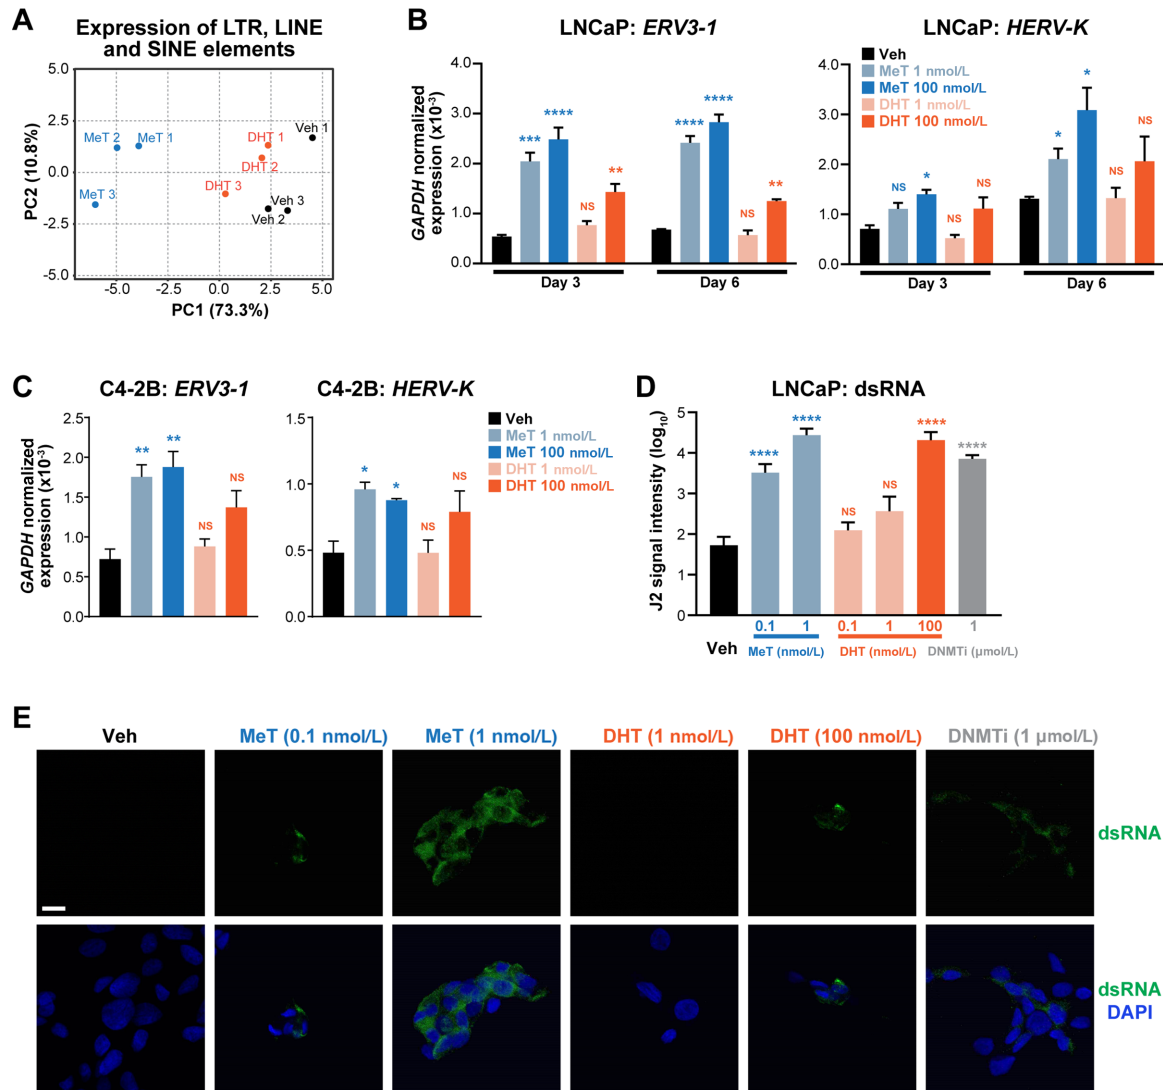 A
Expression of LTR, LINE
and SINE elements
PC2 (10.8%)
5.0
2.5
0.0
-2.5
-5.0
MeT 2
MeT 1
MeT 3
DHT 1
DHT 2
DHT 3
Veh 1
Veh 3
Veh 2
-5.0
-2.5
0.0
2.5
5.0
PC1 (73.3%)
B
LNCaP: ERV3-1
GAPDH normalized
expression (x10⁻³)
4.0
3.0
2.0
1.0
0.0
***
****
NS
**
****
****
NS
**
Day 3
Day 6
LNCaP: HERV-K
Veh
MeT 1 nmol/L
MeT 100 nmol/L
DHT 1 nmol/L
DHT 100 nmol/L
4.0
3.0
2.0
1.0
0.0
NS
*
NS
NS
*
*
NS
NS
Day 3
Day 6
C
C4-2B: ERV3-1
GAPDH normalized
expression (x10⁻³)
2.5
2.0
1.5
1.0
0.5
0.0
**
**
NS
NS
C4-2B: HERV-K
1.5
1.0
0.5
0.0
*
*
NS
NS
Veh
MeT 1 nmol/L
MeT 100 nmol/L
DHT 1 nmol/L
DHT 100 nmol/L
D
LNCaP: dsRNA
J2 signal intensity (log₁₀)
5
4
3
2
1
0
****
****
NS
NS
****
****
0.1 1 0.1 1 100 1
Veh MeT (nmol/L) DHT (nmol/L) DNMTi (µmol/L)
E
Veh
MeT (0.1 nmol/L)
MeT (1 nmol/L)
DHT (1 nmol/L)
DHT (100 nmol/L)
DNMTi (1 µmol/L)
dsRNA
dsRNA
DAPI